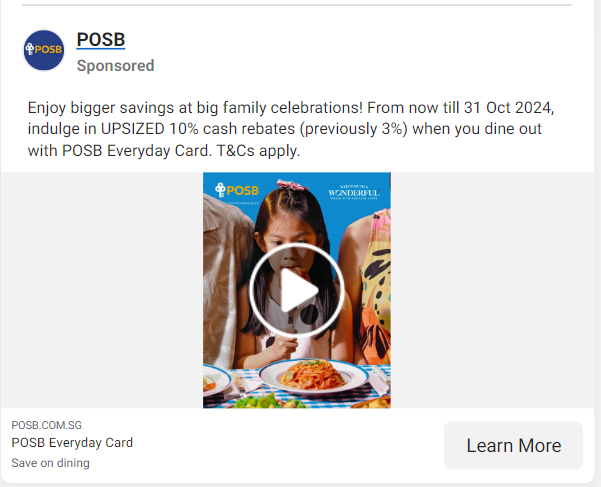 POSB
POSB
Sponsored
Enjoy bigger savings at big family celebrations! From now till 31 Oct 2024,
indulge in UPSIZED 10% cash rebates (previously 3%) when you dine out
with POSB Everyday Card. T&Cs apply.
POSB
WONDERFUL
POSB.COM.SG
POSB Everyday Card
Save on dining
Learn More